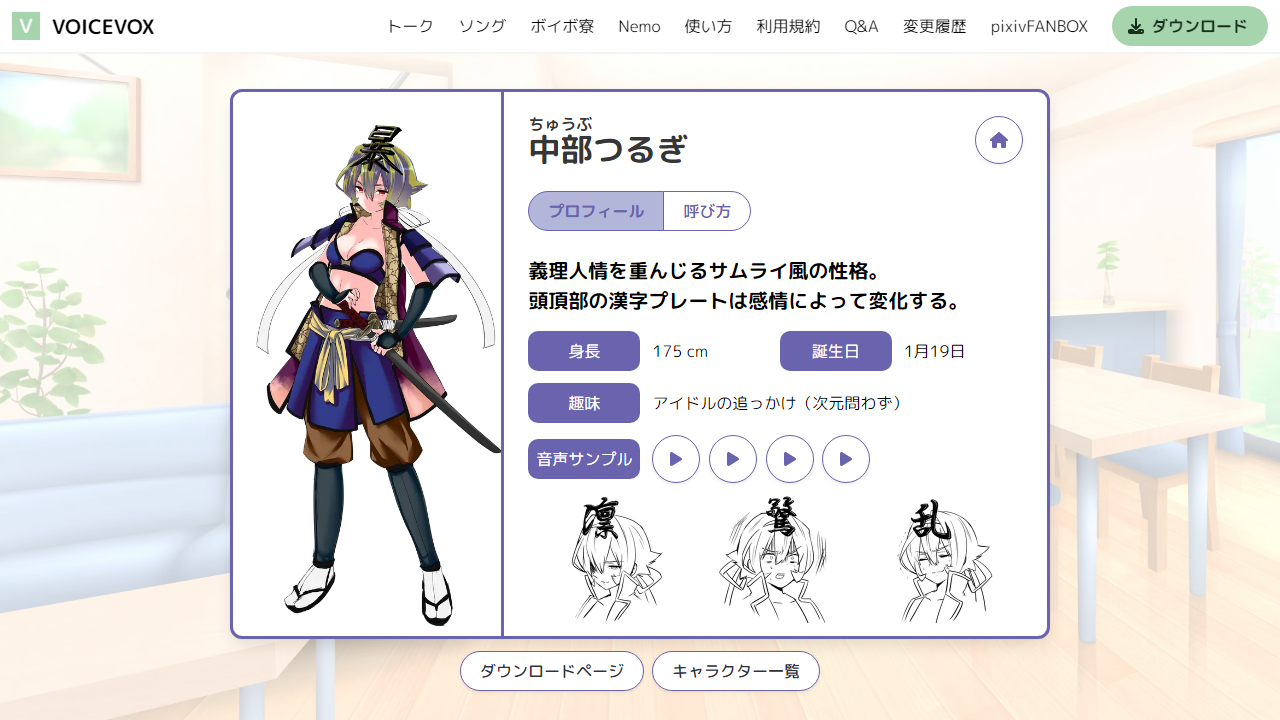 V VOICEVOX
トーク ソング ボイボ寮 Nemo 使い方 利用規約 Q&A 変更履歴 pixivFANBOX ダウンロード
暴
ちゅうぶ
中部つるぎ
プロフィール 呼び方
義理人情を重んじるサムライ風の性格。
頭頂部の漢字プレートは感情によって変化する。
身長 175 cm 誕生日 1月19日
趣味 アイドルの追っかけ（次元問わず）
音声サンプル
凛 驚 乱
ダウンロードページ キャラクター一覧